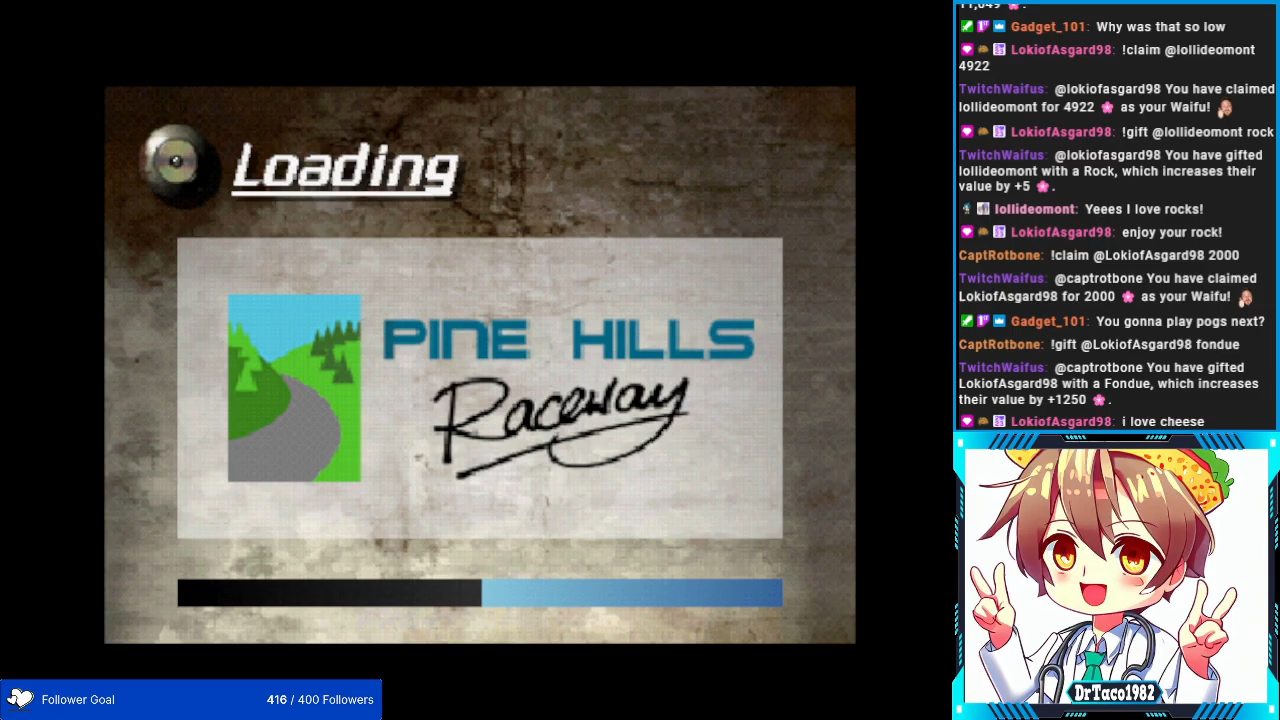 Loading
PINE HILLS
Raceway
Follower Goal
416 / 400 Followers
Gadget_101: Why was that so low
LokiofAsgard98: !claim @lollideomont
4922
TwitchWaifus: @lokiofasgard98 You have claimed
lollideomont for 4922 as your Waifu!
LokiofAsgard98: !gift @lollideomont rock
TwitchWaifus: @lokiofasgard98 You have gifted
lollideomont with a Rock, which increases their
value by +5 .
lollideomont: Yeees I love rocks!
LokiofAsgard98: enjoy your rock!
CaptRotbone: !claim @LokiofAsgard98 2000
TwitchWaifus: @captrotbone You have claimed
LokiofAsgard98 for 2000 as your Waifu!
Gadget_101: You gonna play pogs next?
CaptRotbone: !gift @LokiofAsgard98 fondue
TwitchWaifus: @captrotbone You have gifted
LokiofAsgard98 with a Fondue, which increases
their value by +1250 .
LokiofAsgard98: i love cheese
DrTaco1982